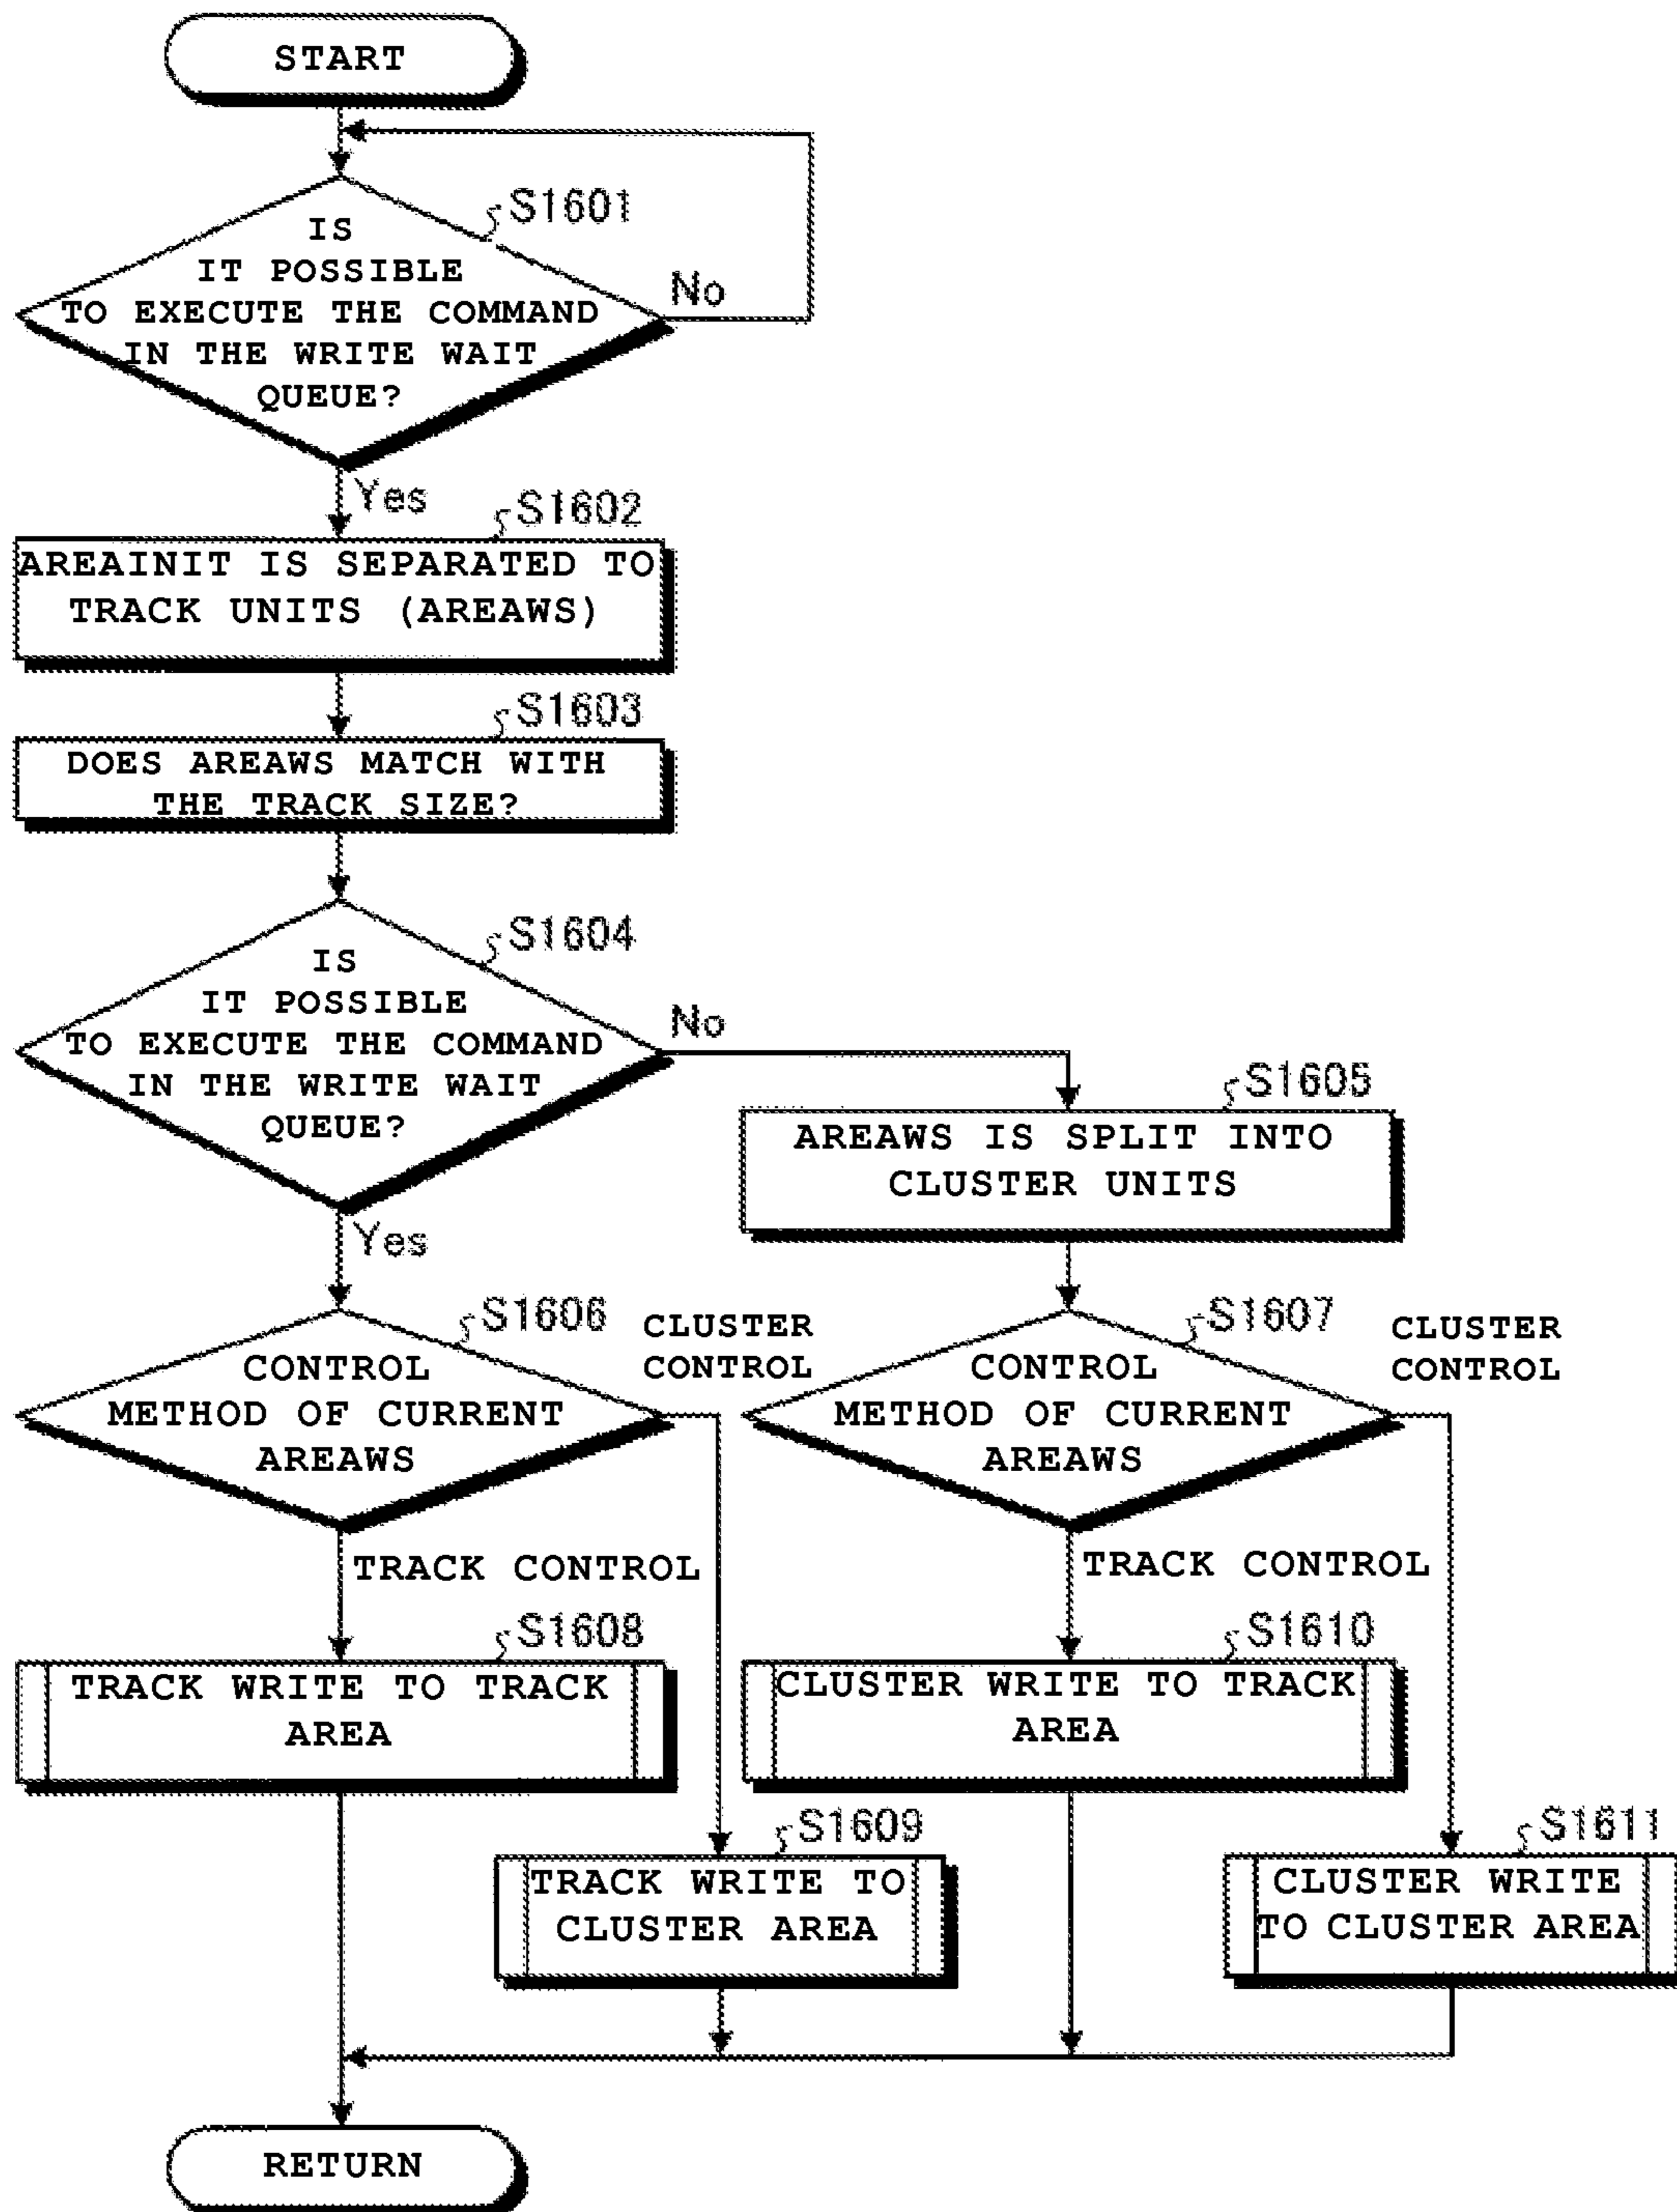 START
S1601
IS
IT POSSIBLE
TO EXECUTE THE COMMAND
IN THE WRITE WAIT
QUEUE?
No
Yes
S1602
AREAINIT IS SEPARATED TO
TRACK UNITS (AREAWS)
S1603
DOES AREAWS MATCH WITH
THE TRACK SIZE?
S1604
IS
IT POSSIBLE
TO EXECUTE THE COMMAND
IN THE WRITE WAIT
QUEUE?
No
Yes
S1605
AREAWS IS SPLIT INTO
CLUSTER UNITS
S1606
CONTROL
METHOD OF CURRENT
AREAWS
CLUSTER
CONTROL
TRACK CONTROL
S1607
CONTROL
METHOD OF CURRENT
AREAWS
CLUSTER
CONTROL
TRACK CONTROL
S1608
TRACK WRITE TO TRACK
AREA
S1610
CLUSTER WRITE TO TRACK
AREA
S1609
TRACK WRITE TO
CLUSTER AREA
S1611
CLUSTER WRITE
TO CLUSTER AREA
RETURN